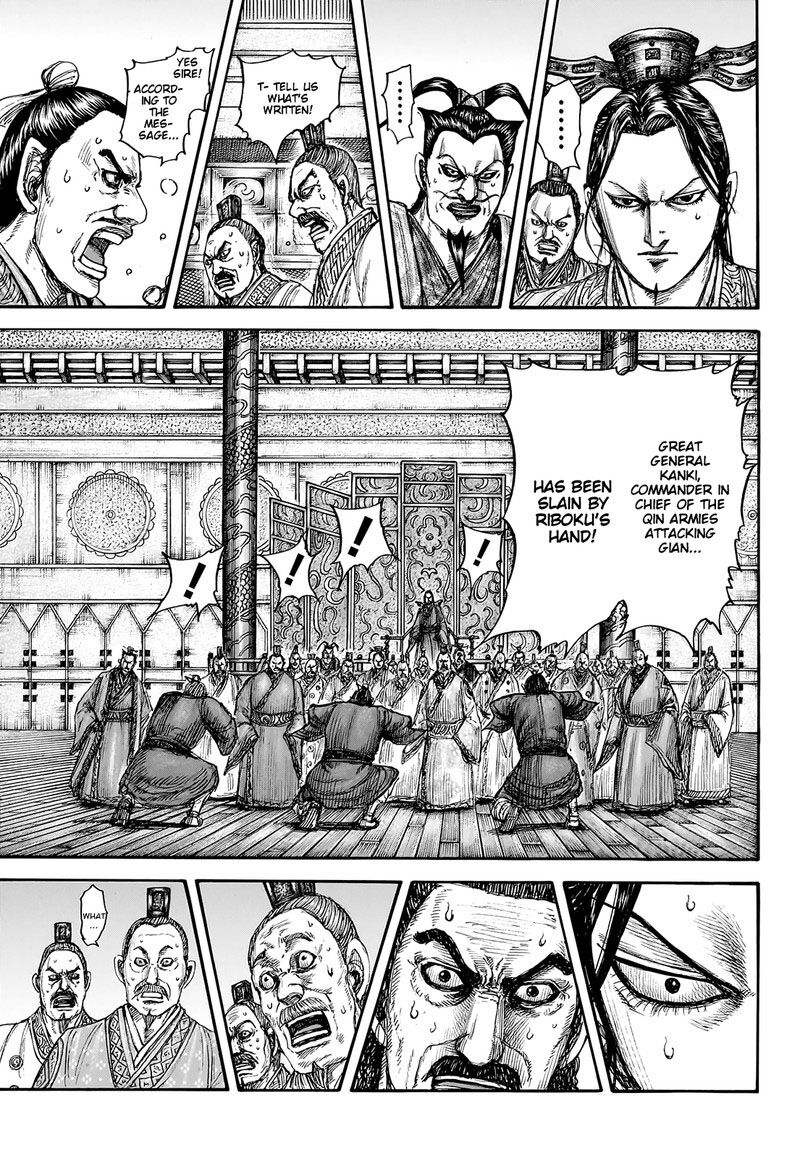 ......
......
T- TELL US
WHAT'S
WRITTEN!
YES
SIRE!
ACCORD-
ING TO
THE
MES-
SAGE...
GREAT
GENERAL
KANKI,
COMMANDER IN
CHIEF OF THE
QIN ARMIES
ATTACKING
GIAN...
HAS BEEN
SLAIN BY
RIBOKU'S
HAND!
!
!
!
!
WHAT
...